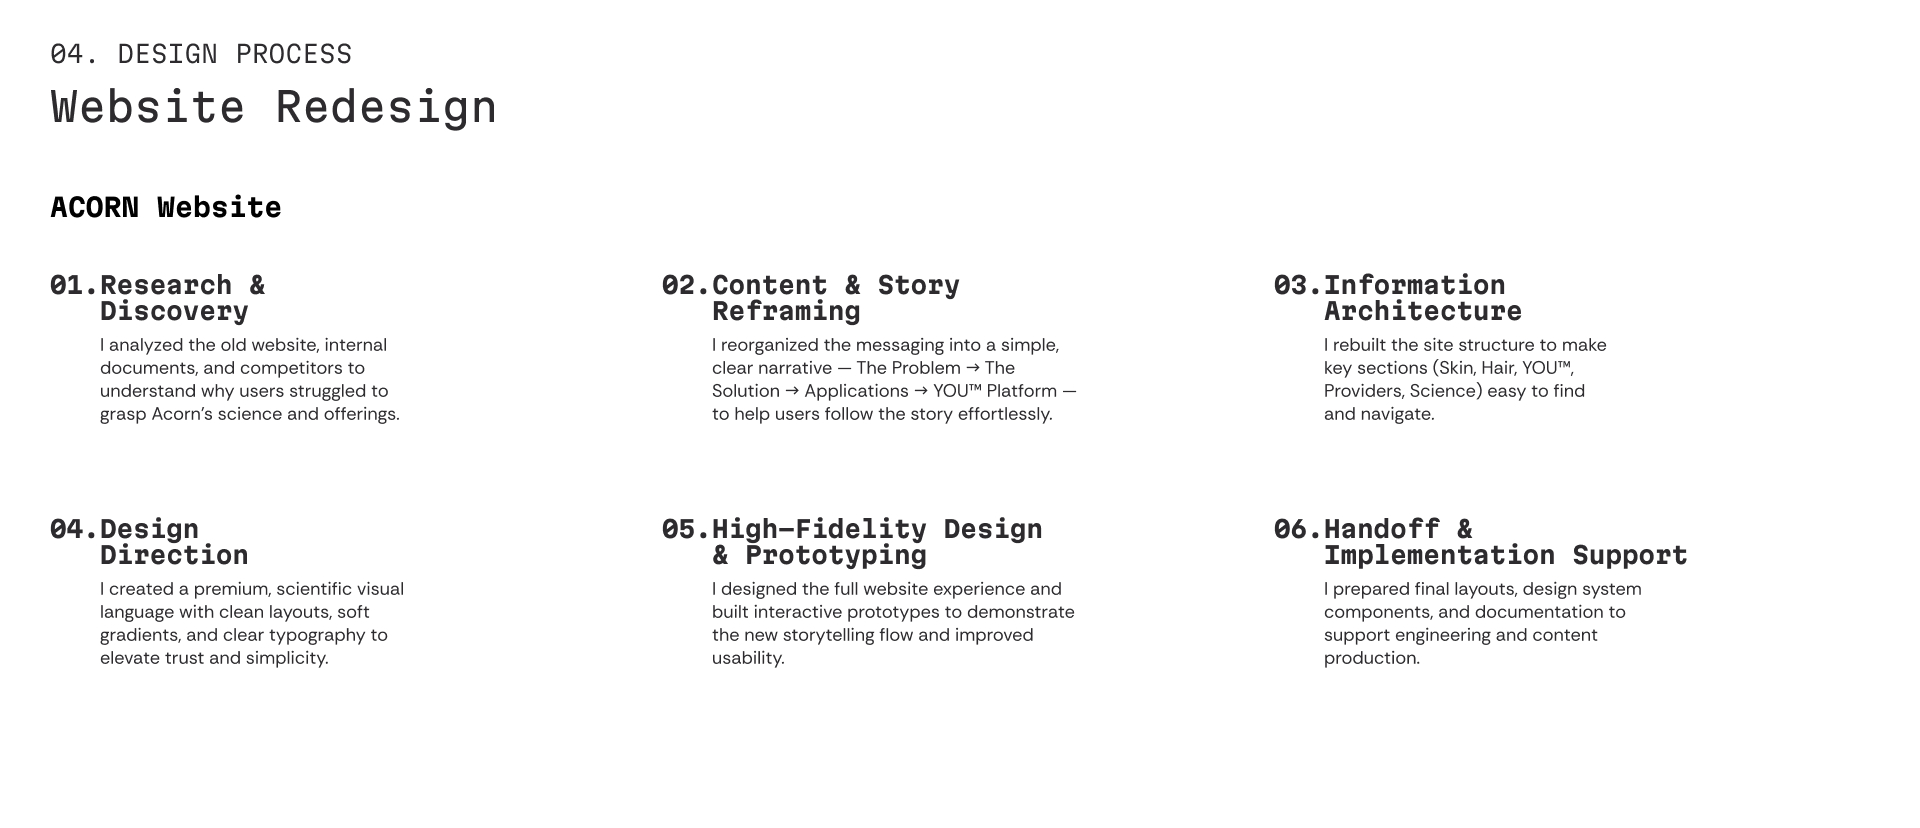 04. DESIGN PROCESS
Website Redesign
ACORN Website
01.Research &
Discovery
I analyzed the old website, internal
documents, and competitors to
understand why users struggled to
grasp Acorn’s science and offerings.
02.Content & Story
Reframing
I reorganized the messaging into a simple,
clear narrative — The Problem → The
Solution → Applications → YOU™ Platform —
to help users follow the story effortlessly.
03.Information
Architecture
I rebuilt the site structure to make
key sections (Skin, Hair, YOU™,
Providers, Science) easy to find
and navigate.
04.Design
Direction
I created a premium, scientific visual
language with clean layouts, soft
gradients, and clear typography to
elevate trust and simplicity.
05.High-Fidelity Design
& Prototyping
I designed the full website experience and
built interactive prototypes to demonstrate
the new storytelling flow and improved
usability.
06.Handoff &
Implementation Support
I prepared final layouts, design system
components, and documentation to
support engineering and content
production.